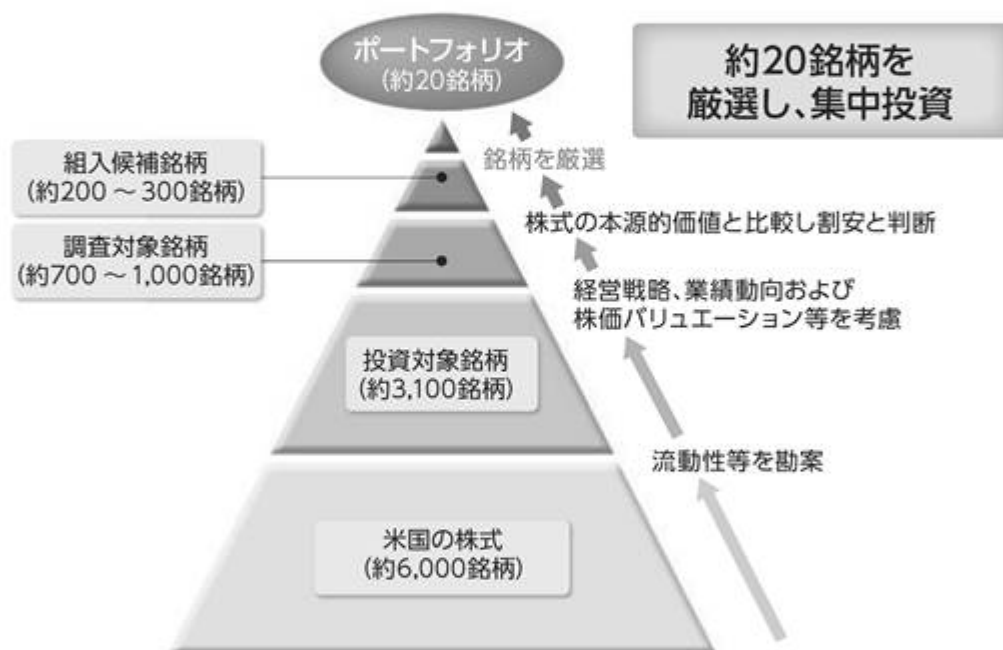 ポートフォリオ
(約20銘柄)
約20銘柄を
厳選し、集中投資
銘柄を厳選
組入候補銘柄
(約200 ～ 300銘柄)
株式の本源的価値と比較し割安と判断
調査対象銘柄
(約700 ～ 1,000銘柄)
経営戦略、業績動向および
株価バリュエーション等を考慮
投資対象銘柄
(約3,100銘柄)
流動性等を勘案
米国の株式
(約6,000銘柄)